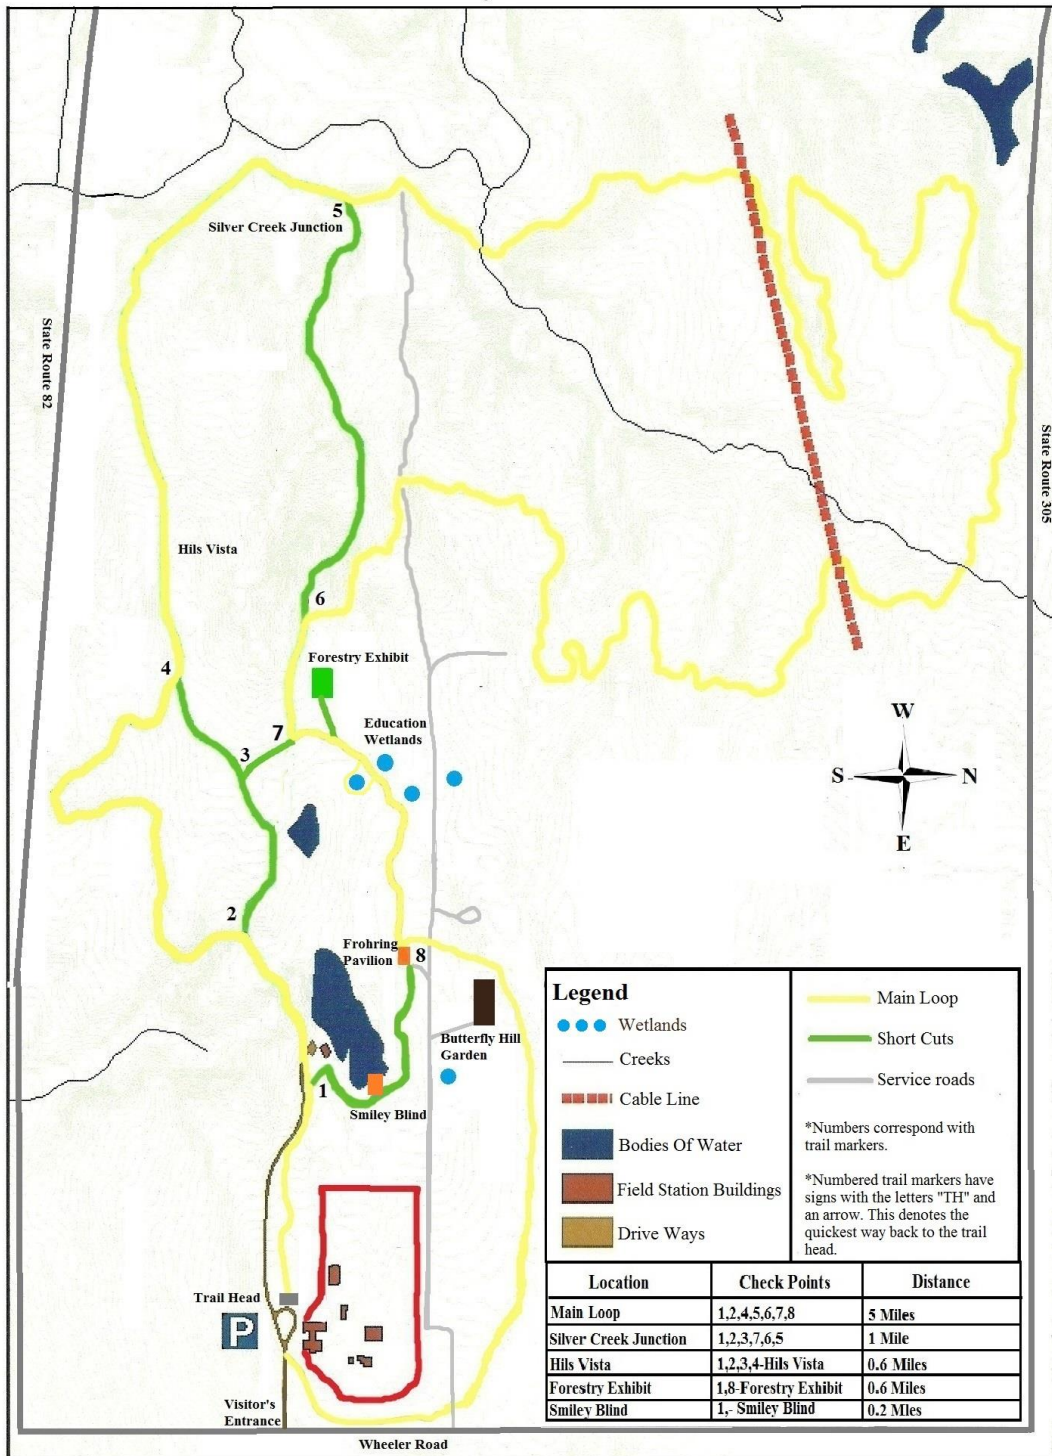 5
Silver Creek Junction
State Route 82
State Route 305
Hils Vista
6
4
Forestry Exhibit
7
3
Education
Wetlands
W
S
N
E
2
Frohring
Pavilion
8
Butterfly Hill
Garden
1
Smiley Blind
Trail Head
P
Visitor's
Entrance
Wheeler Road
Legend
Wetlands
Creeks
Cable Line
Bodies Of Water
Field Station Buildings
Drive Ways
Main Loop
Short Cuts
Service roads
*Numbers correspond with
trail markers.
*Numbered trail markers have
signs with the letters "TH" and
an arrow. This denotes the
quickest way back to the trail
head.
Location Check Points Distance
Main Loop 1,2,4,5,6,7,8 5 Miles
Silver Creek Junction 1,2,3,7,6,5 1 Mile
Hils Vista 1,2,3,4-Hils Vista 0.6 Miles
Forestry Exhibit 1,8-Forestry Exhibit 0.6 Miles
Smiley Blind 1,- Smiley Blind 0.2 Mles